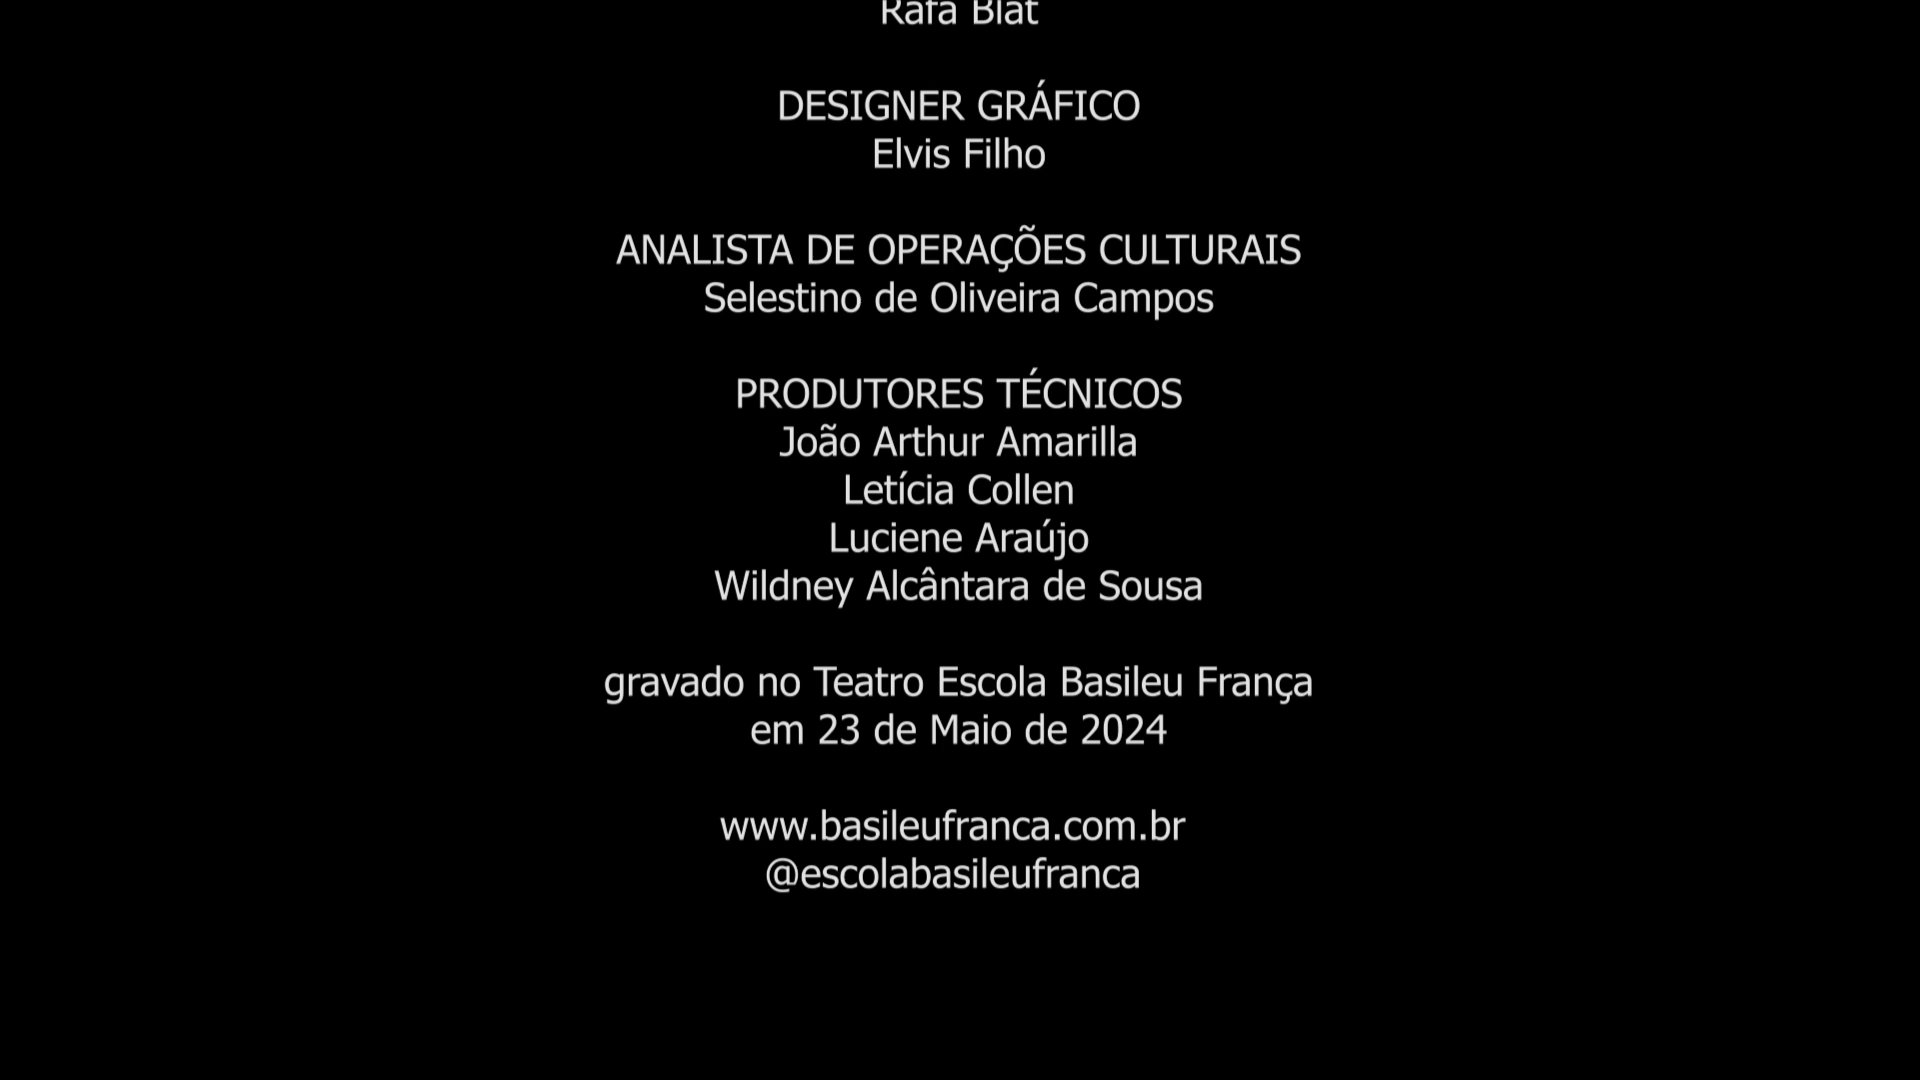 Rafa Blat
DESIGNER GRÁFICO
Elvis Filho
ANALISTA DE OPERAÇÕES CULTURAIS
Selestino de Oliveira Campos
PRODUTORES TÉCNICOS
João Arthur Amarilla
Letícia Collen
Luciene Araújo
Wildney Alcântara de Sousa
gravado no Teatro Escola Basileu França
em 23 de Maio de 2024
www.basileufranca.com.br
@escolabasileufranca